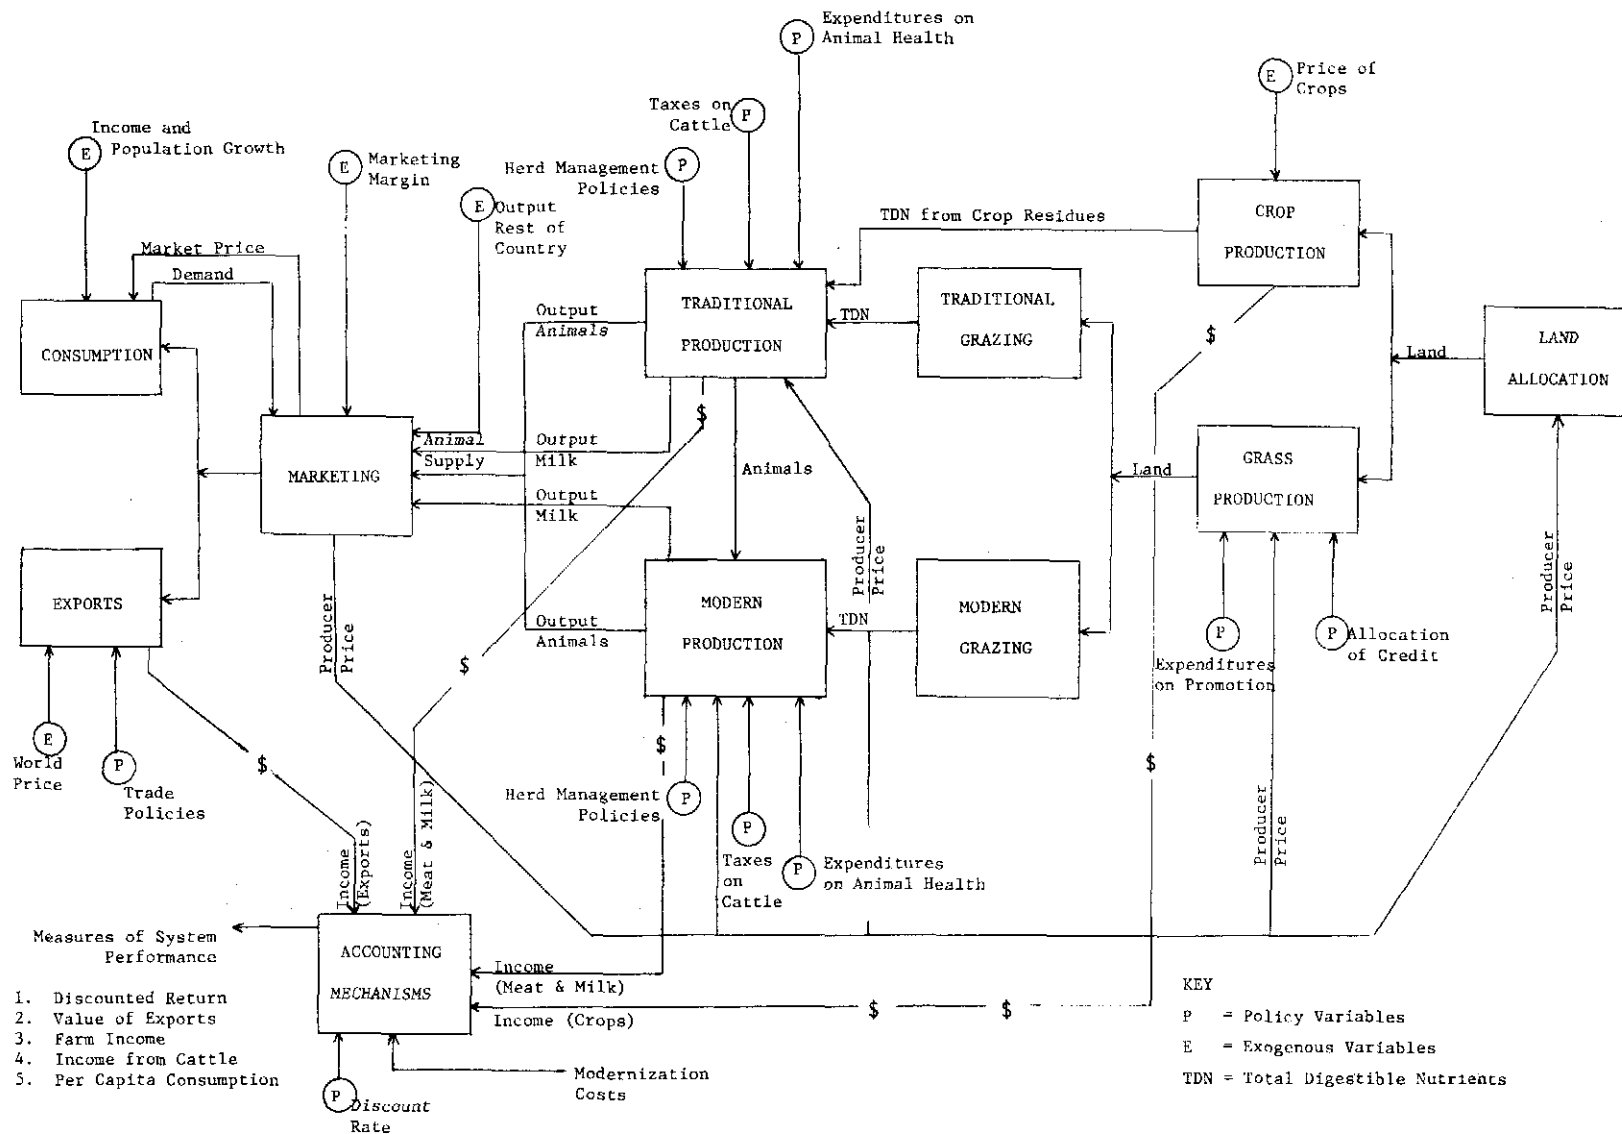 Expenditures on
Animal Health
P
E
Price of
Crops
Taxes on
Cattle
P
Income and
Population Growth
E
E
Marketing
Margin
Herd Management
Policies
P
E
Output
Rest of
Country
TDN from Crop Residues
CROP
PRODUCTION
Market Price
Demand
CONSUMPTION
Output
Animals
TRADITIONAL
PRODUCTION
TDN
TRADITIONAL
GRAZING
$
Land
LAND
ALLOCATION
$
MARKETING
Animal
Supply
Output
Milk
Output
Milk
Animals
Land
GRASS
PRODUCTION
EXPORTS
Producer
Price
Output
Animals
MODERN
PRODUCTION
Producer
Price
TDN
MODERN
GRAZING
Producer
Price
P
Expenditures
on Promotion
P
Allocation
of Credit
$
E
World
Price
P
Trade
Policies
$
$
$
Herd Management
Policies
P
P
Taxes
on
Cattle
P
Expenditures
on Animal Health
Producer
Price
Income
(Exports)
Income
(Meat & Milk)
Measures of System
Performance
ACCOUNTING
MECHANISMS
Income
(Meat & Milk)
Income (Crops)
$
$
1. Discounted Return
2. Value of Exports
3. Farm Income
4. Income from Cattle
5. Per Capita Consumption
P
Discount
Rate
Modernization
Costs
KEY
P = Policy Variables
E = Exogenous Variables
TDN = Total Digestible Nutrients